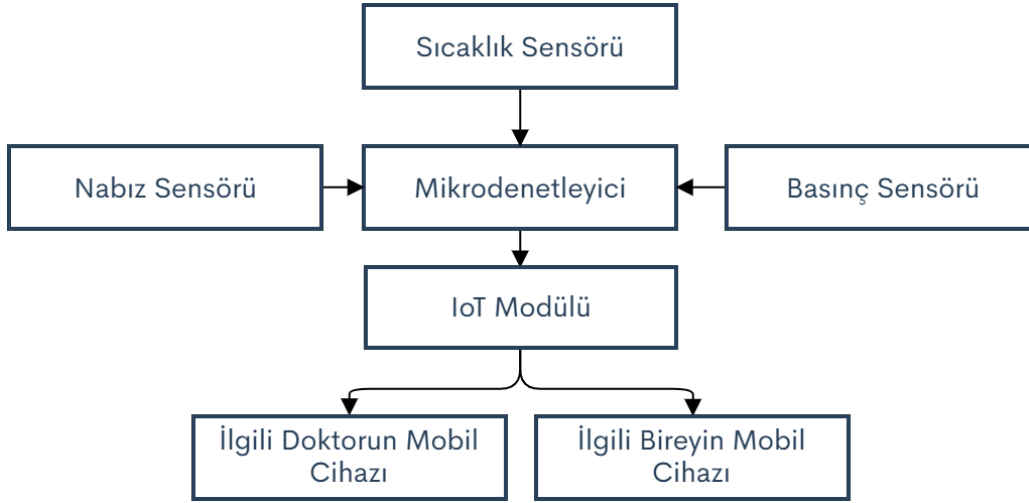 Sıcaklık Sensörü
Nabız Sensörü
Mikrodenetleyici
Basınç Sensörü
IoT Modülü
İlgili Doktorun Mobil
Cihazı
İlgili Bireyin Mobil
Cihazı